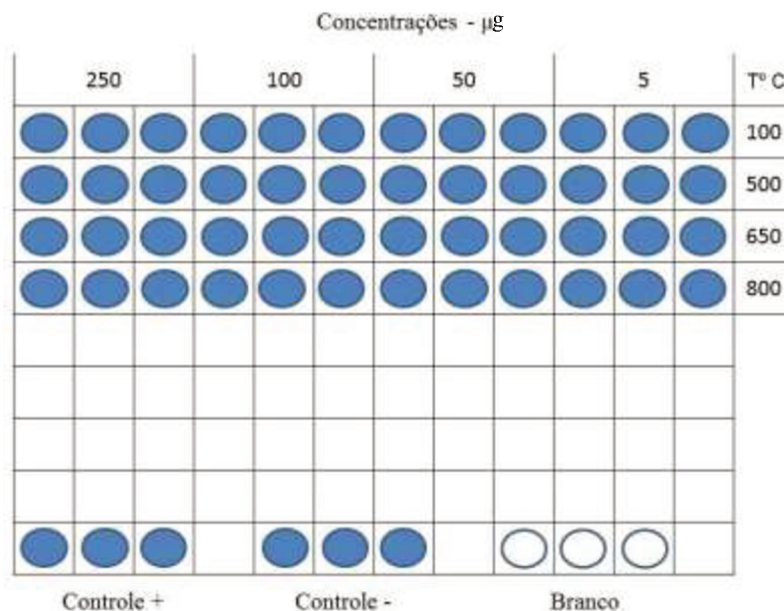 Concentrações - µg
250 100 50 5 Tº C
100
500
650
800
Controle + Controle - Branco